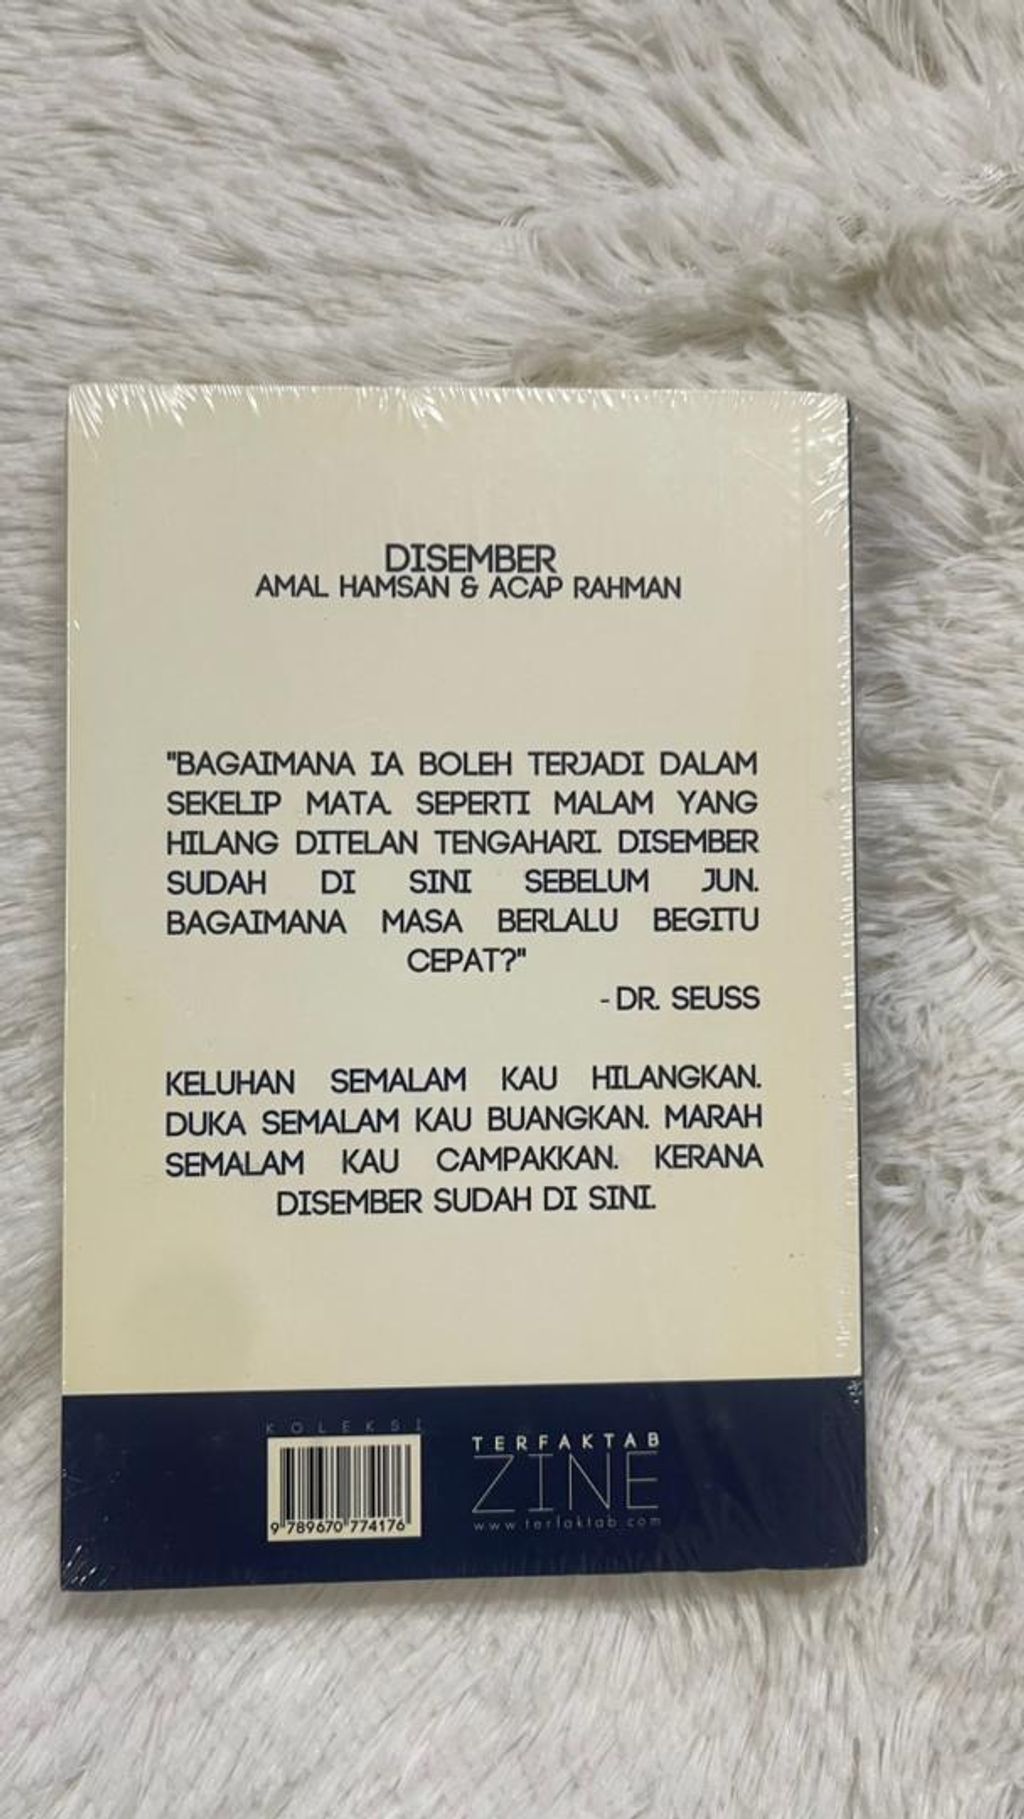 DISEMBER
AMAL HAMSAN & ACAP RAHMAN
"BAGAIMANA IA BOLEH TERJADI DALAM
SEKELIP MATA. SEPERTI MALAM YANG
HILANG DITELAN TENGAHARI. DISEMBER
SUDAH DI SINI SEBELUM JUN.
BAGAIMANA MASA BERLALU BEGITU
CEPAT?"
- DR. SEUSS
KELUHAN SEMALAM KAU HILANGKAN.
DUKA SEMALAM KAU BUANGKAN. MARAH
SEMALAM KAU CAMPAKKAN. KERANA
DISEMBER SUDAH DI SINI.
KOLEKSI
9 789670 774176
TERFAKTAB
ZINE
www.terfaktab.com